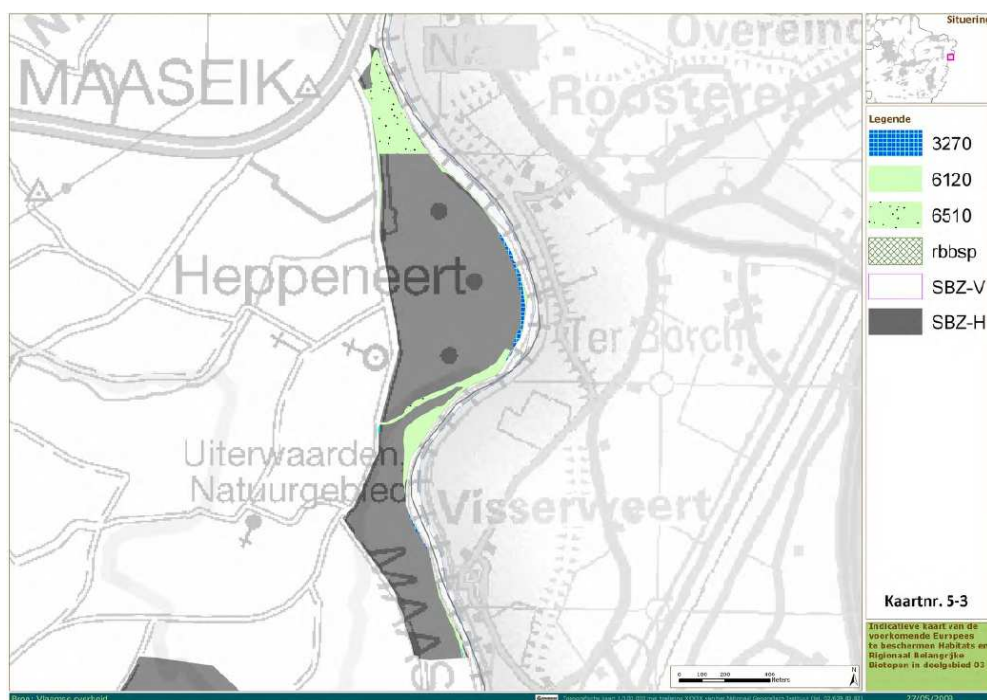 Situering
MAASEIK
Overeind
Roosteren
Heppeneert
Ter Borch
Uiterwaarden
Natuurgebied
Visserweert
MAAS
Legende
3270
6120
6510
rbbsp
SBZ-V
SBZ-H
Kaartnr. 5-3
Indicatieve kaart van de
voorkomende Europees
te beschermen Habitats en
Rigionaal Belangrijke
Biotopen in deelgebied 03
0 100 200 400
Meters
N
Bron: Vlaamse overheid
27/05/2009